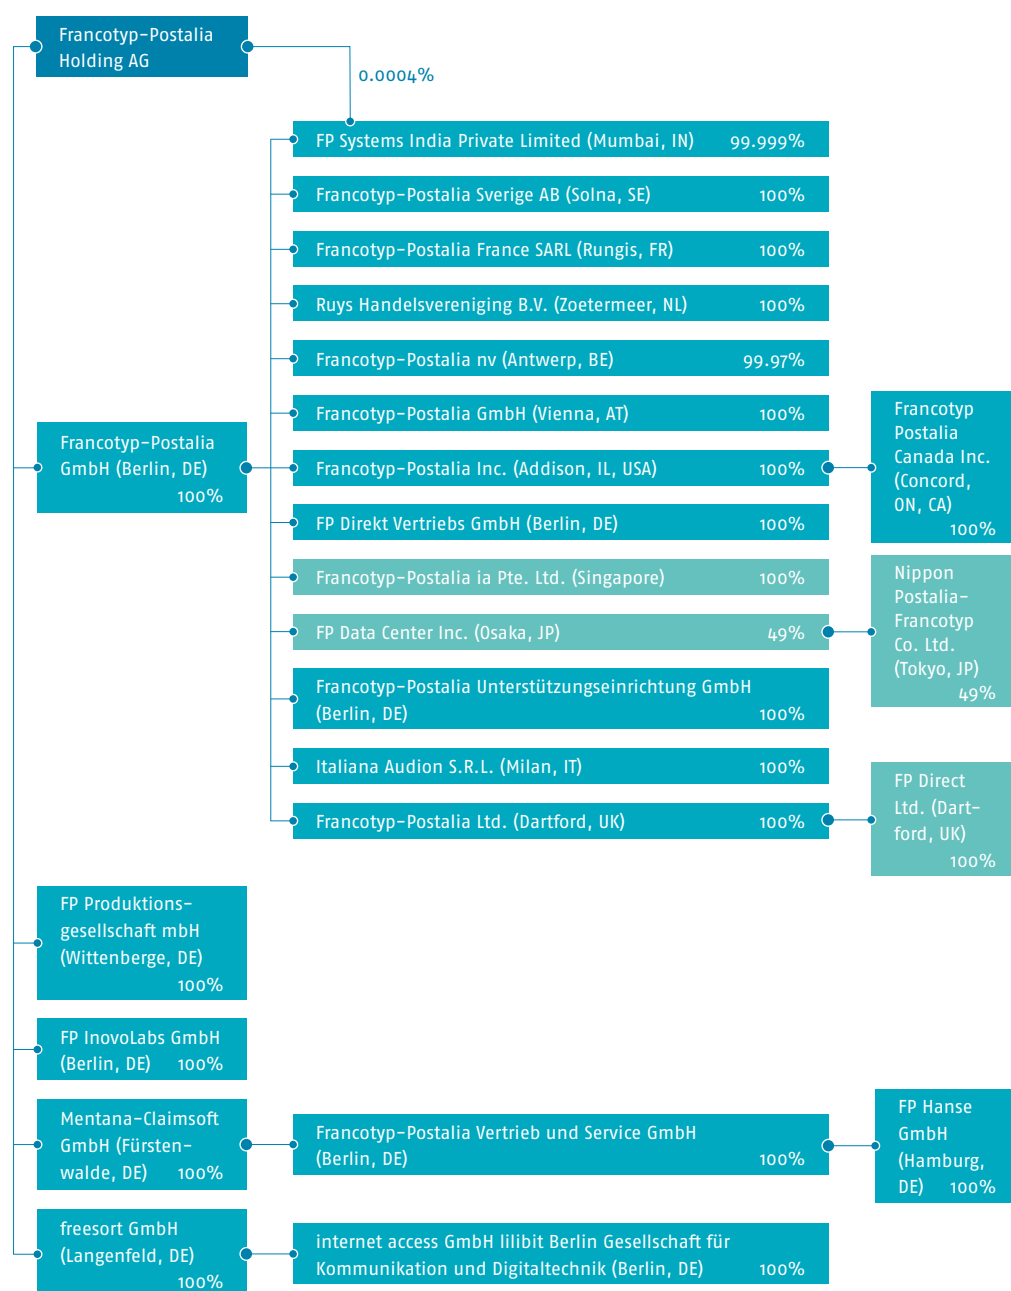 Francotyp-Postalia
Holding AG
0.0004%
FP Systems India Private Limited (Mumbai, IN) 99.999%
Francotyp-Postalia Sverige AB (Solna, SE) 100%
Francotyp-Postalia France SARL (Rungis, FR) 100%
Ruys Handelsvereniging B.V. (Zoetermeer, NL) 100%
Francotyp-Postalia nv (Antwerp, BE) 99.97%
Francotyp-Postalia GmbH (Vienna, AT) 100%
Francotyp-Postalia
GmbH (Berlin, DE)
100%
Francotyp-Postalia Inc. (Addison, IL, USA) 100%
Francotyp
Postalia
Canada Inc.
(Concord,
ON, CA)
100%
FP Direkt Vertriebs GmbH (Berlin, DE) 100%
Francotyp-Postalia ia Pte. Ltd. (Singapore) 100%
FP Data Center Inc. (Osaka, JP) 49%
Nippon
Postalia-
Francotyp
Co. Ltd.
(Tokyo, JP)
49%
Francotyp-Postalia Unterstützungseinrichtung GmbH
(Berlin, DE) 100%
Italiana Audion S.R.L. (Milan, IT) 100%
Francotyp-Postalia Ltd. (Dartford, UK) 100%
FP Direct
Ltd. (Dart-
ford, UK)
100%
FP Produktions-
gesellschaft mbH
(Wittenberge, DE)
100%
FP InovoLabs GmbH
(Berlin, DE) 100%
Mentana-Claimsoft
GmbH (Fürsten-
walde, DE) 100%
Francotyp-Postalia Vertrieb und Service GmbH
(Berlin, DE) 100%
FP Hanse
GmbH
(Hamburg,
DE) 100%
freesort GmbH
(Langenfeld, DE)
100%
internet access GmbH lilibit Berlin Gesellschaft für
Kommunikation und Digitaltechnik (Berlin, DE) 100%